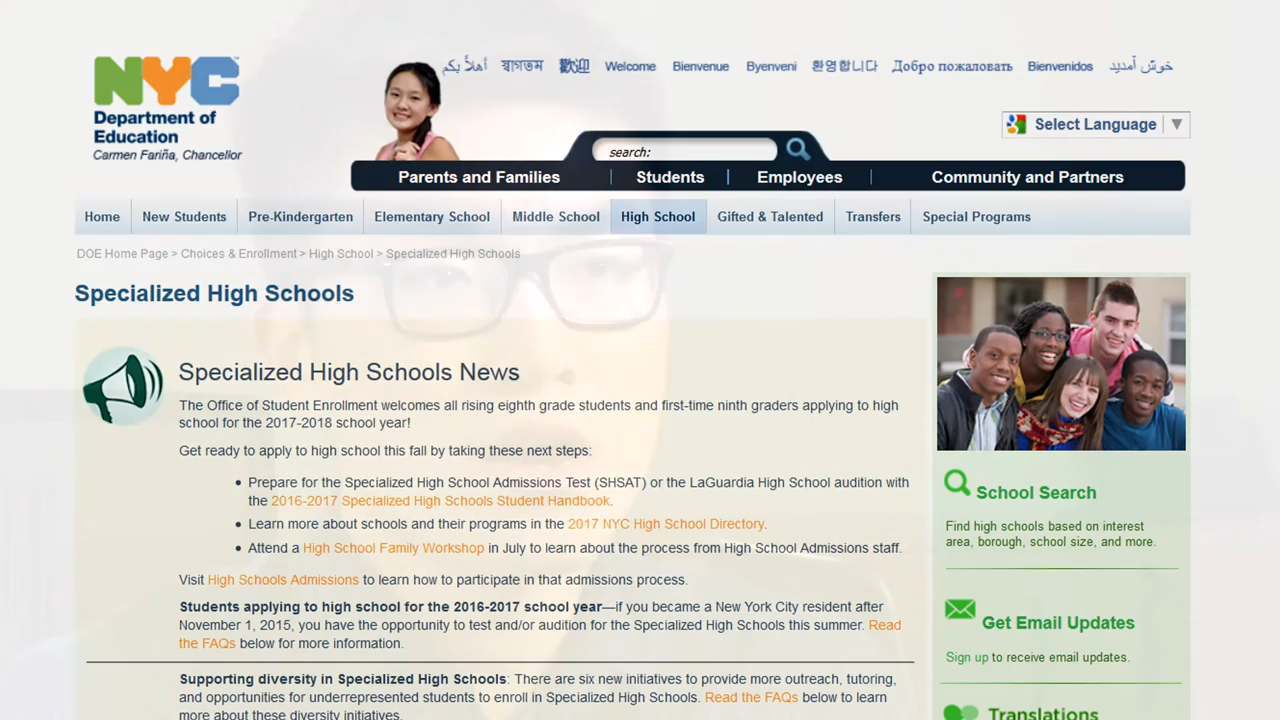 أهلاً بكم স্বাগতম 歡迎 Welcome Bienvenue Byenveni 환영합니다 Добро пожаловать Bienvenidos خوش آمدید
NYC
Department of
Education
Carmen Fariña, Chancellor
Select Language ▼
search:
Parents and Families | Students | Employees | Community and Partners
Home New Students Pre-Kindergarten Elementary School Middle School High School Gifted & Talented Transfers Special Programs
DOE Home Page > Choices & Enrollment > High School > Specialized High Schools
Specialized High Schools
Specialized High Schools News
The Office of Student Enrollment welcomes all rising eighth grade students and first-time ninth graders applying to high
school for the 2017-2018 school year!
Get ready to apply to high school this fall by taking these next steps:
• Prepare for the Specialized High School Admissions Test (SHSAT) or the LaGuardia High School audition with
the 2016-2017 Specialized High Schools Student Handbook.
• Learn more about schools and their programs in the 2017 NYC High School Directory.
• Attend a High School Family Workshop in July to learn about the process from High School Admissions staff.
Visit High Schools Admissions to learn how to participate in that admissions process.
Students applying to high school for the 2016-2017 school year—if you became a New York City resident after
November 1, 2015, you have the opportunity to test and/or audition for the Specialized High Schools this summer. Read
the FAQs below for more information.
Supporting diversity in Specialized High Schools: There are six new initiatives to provide more outreach, tutoring,
and opportunities for underrepresented students to enroll in Specialized High Schools. Read the FAQs below to learn
more about these diversity initiatives.
School Search
Find high schools based on interest
area, borough, school size, and more.
Get Email Updates
Sign up to receive email updates.
Translations